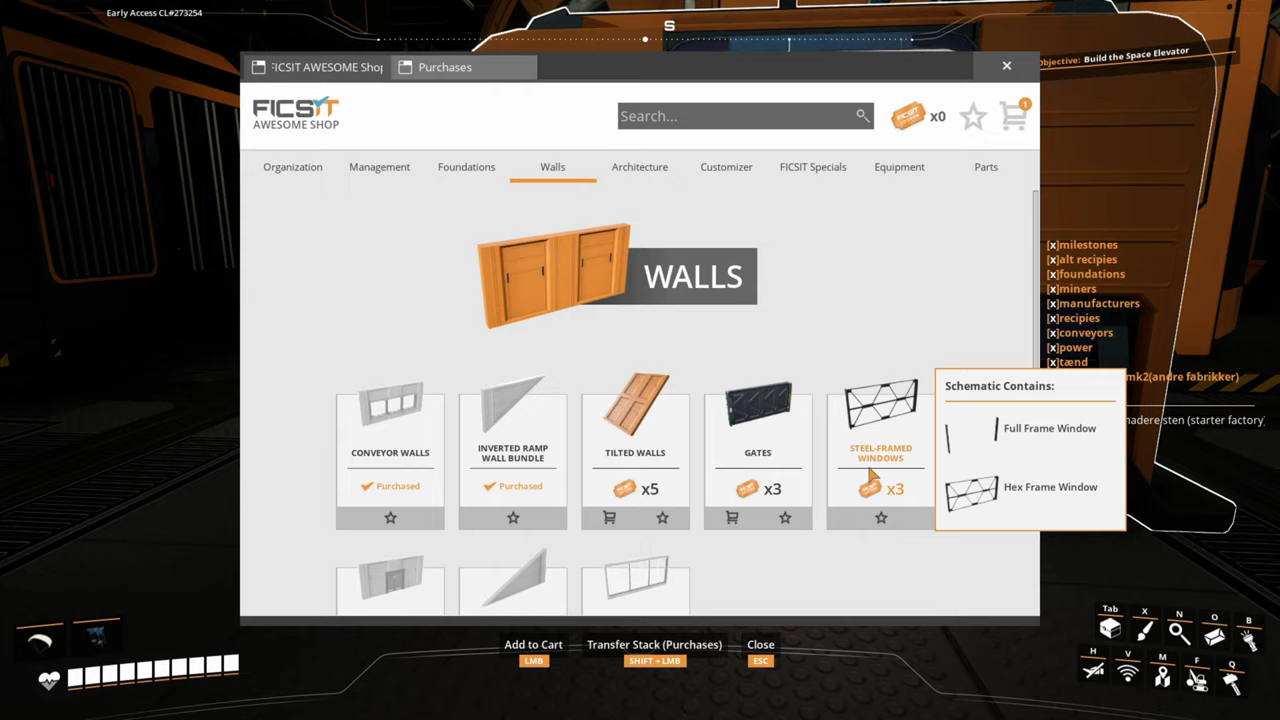 Early Access CL#273254
S
Objective: Build the Space Elevator
FICSIT AWESOME Shop
Purchases
FICSIT
AWESOME SHOP
Search...
x0
1
Organization
Management
Foundations
Walls
Architecture
Customizer
FICSIT Specials
Equipment
Parts
WALLS
[x]milestones
[x]alt recipies
[x]foundations
[x]miners
[x]manufacturers
[x]recipies
[x]conveyors
[x]power
[x]tænd
mk2(andre fabrikker)
madere sten (starter factory)
CONVEYOR WALLS
Purchased
INVERTED RAMP
WALL BUNDLE
Purchased
TILTED WALLS
x5
GATES
x3
STEEL-FRAMED
WINDOWS
x3
Schematic Contains:
Full Frame Window
Hex Frame Window
Add to Cart
LMB
Transfer Stack (Purchases)
SHIFT + LMB
Close
ESC
Tab
X
N
O
B
H
V
M
F
Q